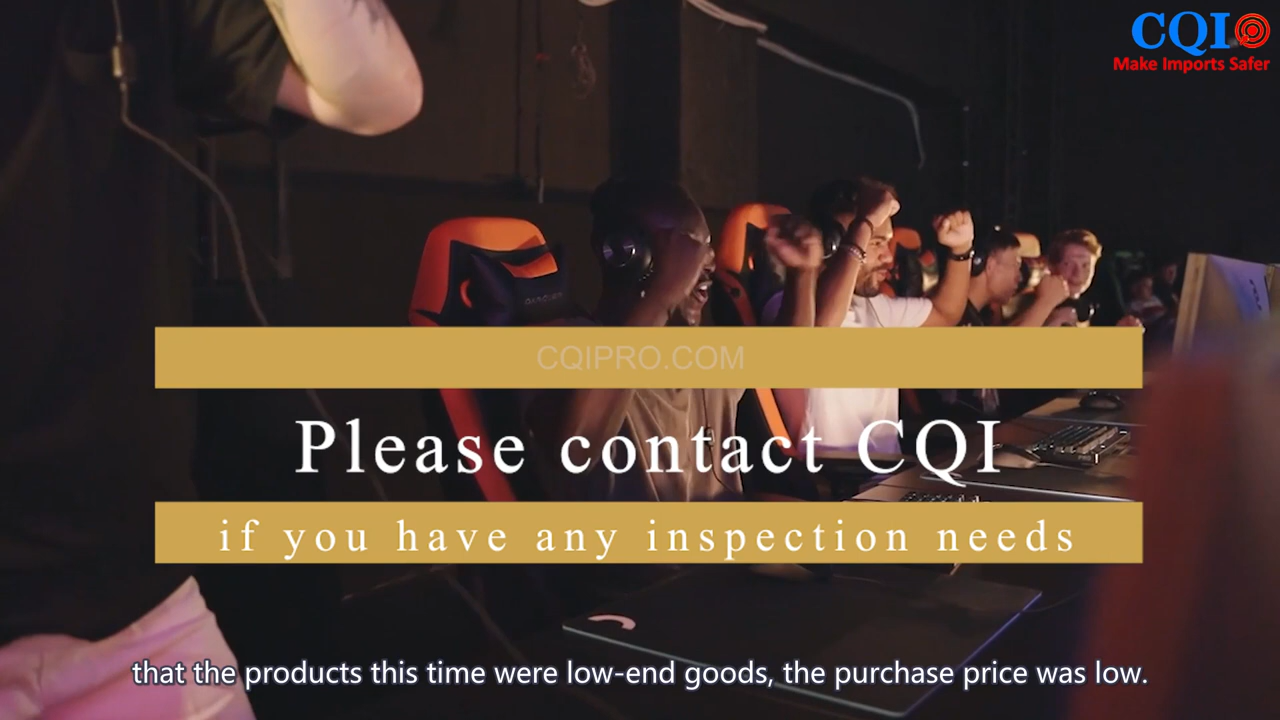 CQI
Make Imports Safer
CQIPRO.COM
Please contact CQI
if you have any inspection needs
that the products this time were low-end goods, the purchase price was low.